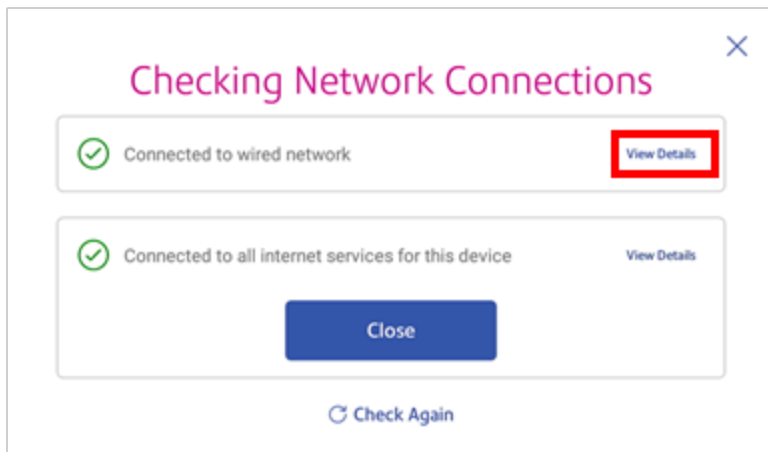 Checking Network Connections
Connected to wired network View Details
Connected to all internet services for this device View Details
Close
Check Again